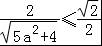 2/√(5a²+4) ≤ √2/2